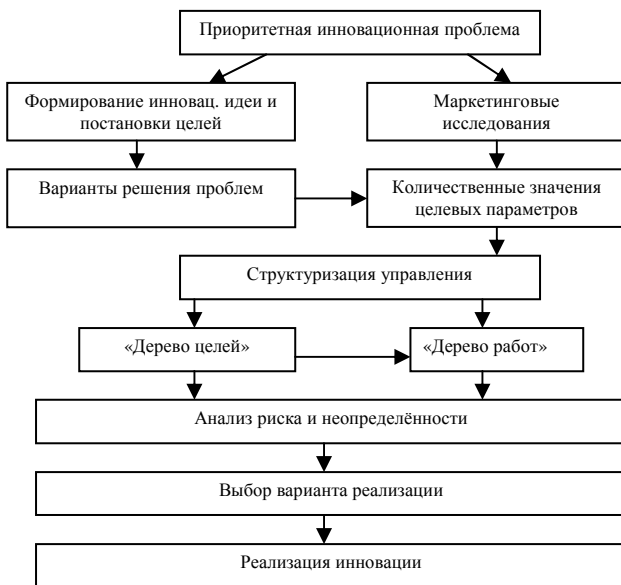 Приоритетная инновационная проблема
Формирование инновац. идеи и
постановки целей
Маркетинговые
исследования
Варианты решения проблем
Количественные значения
целевых параметров
Структуризация управления
«Дерево целей»
«Дерево работ»
Анализ риска и неопределённости
Выбор варианта реализации
Реализация инновации